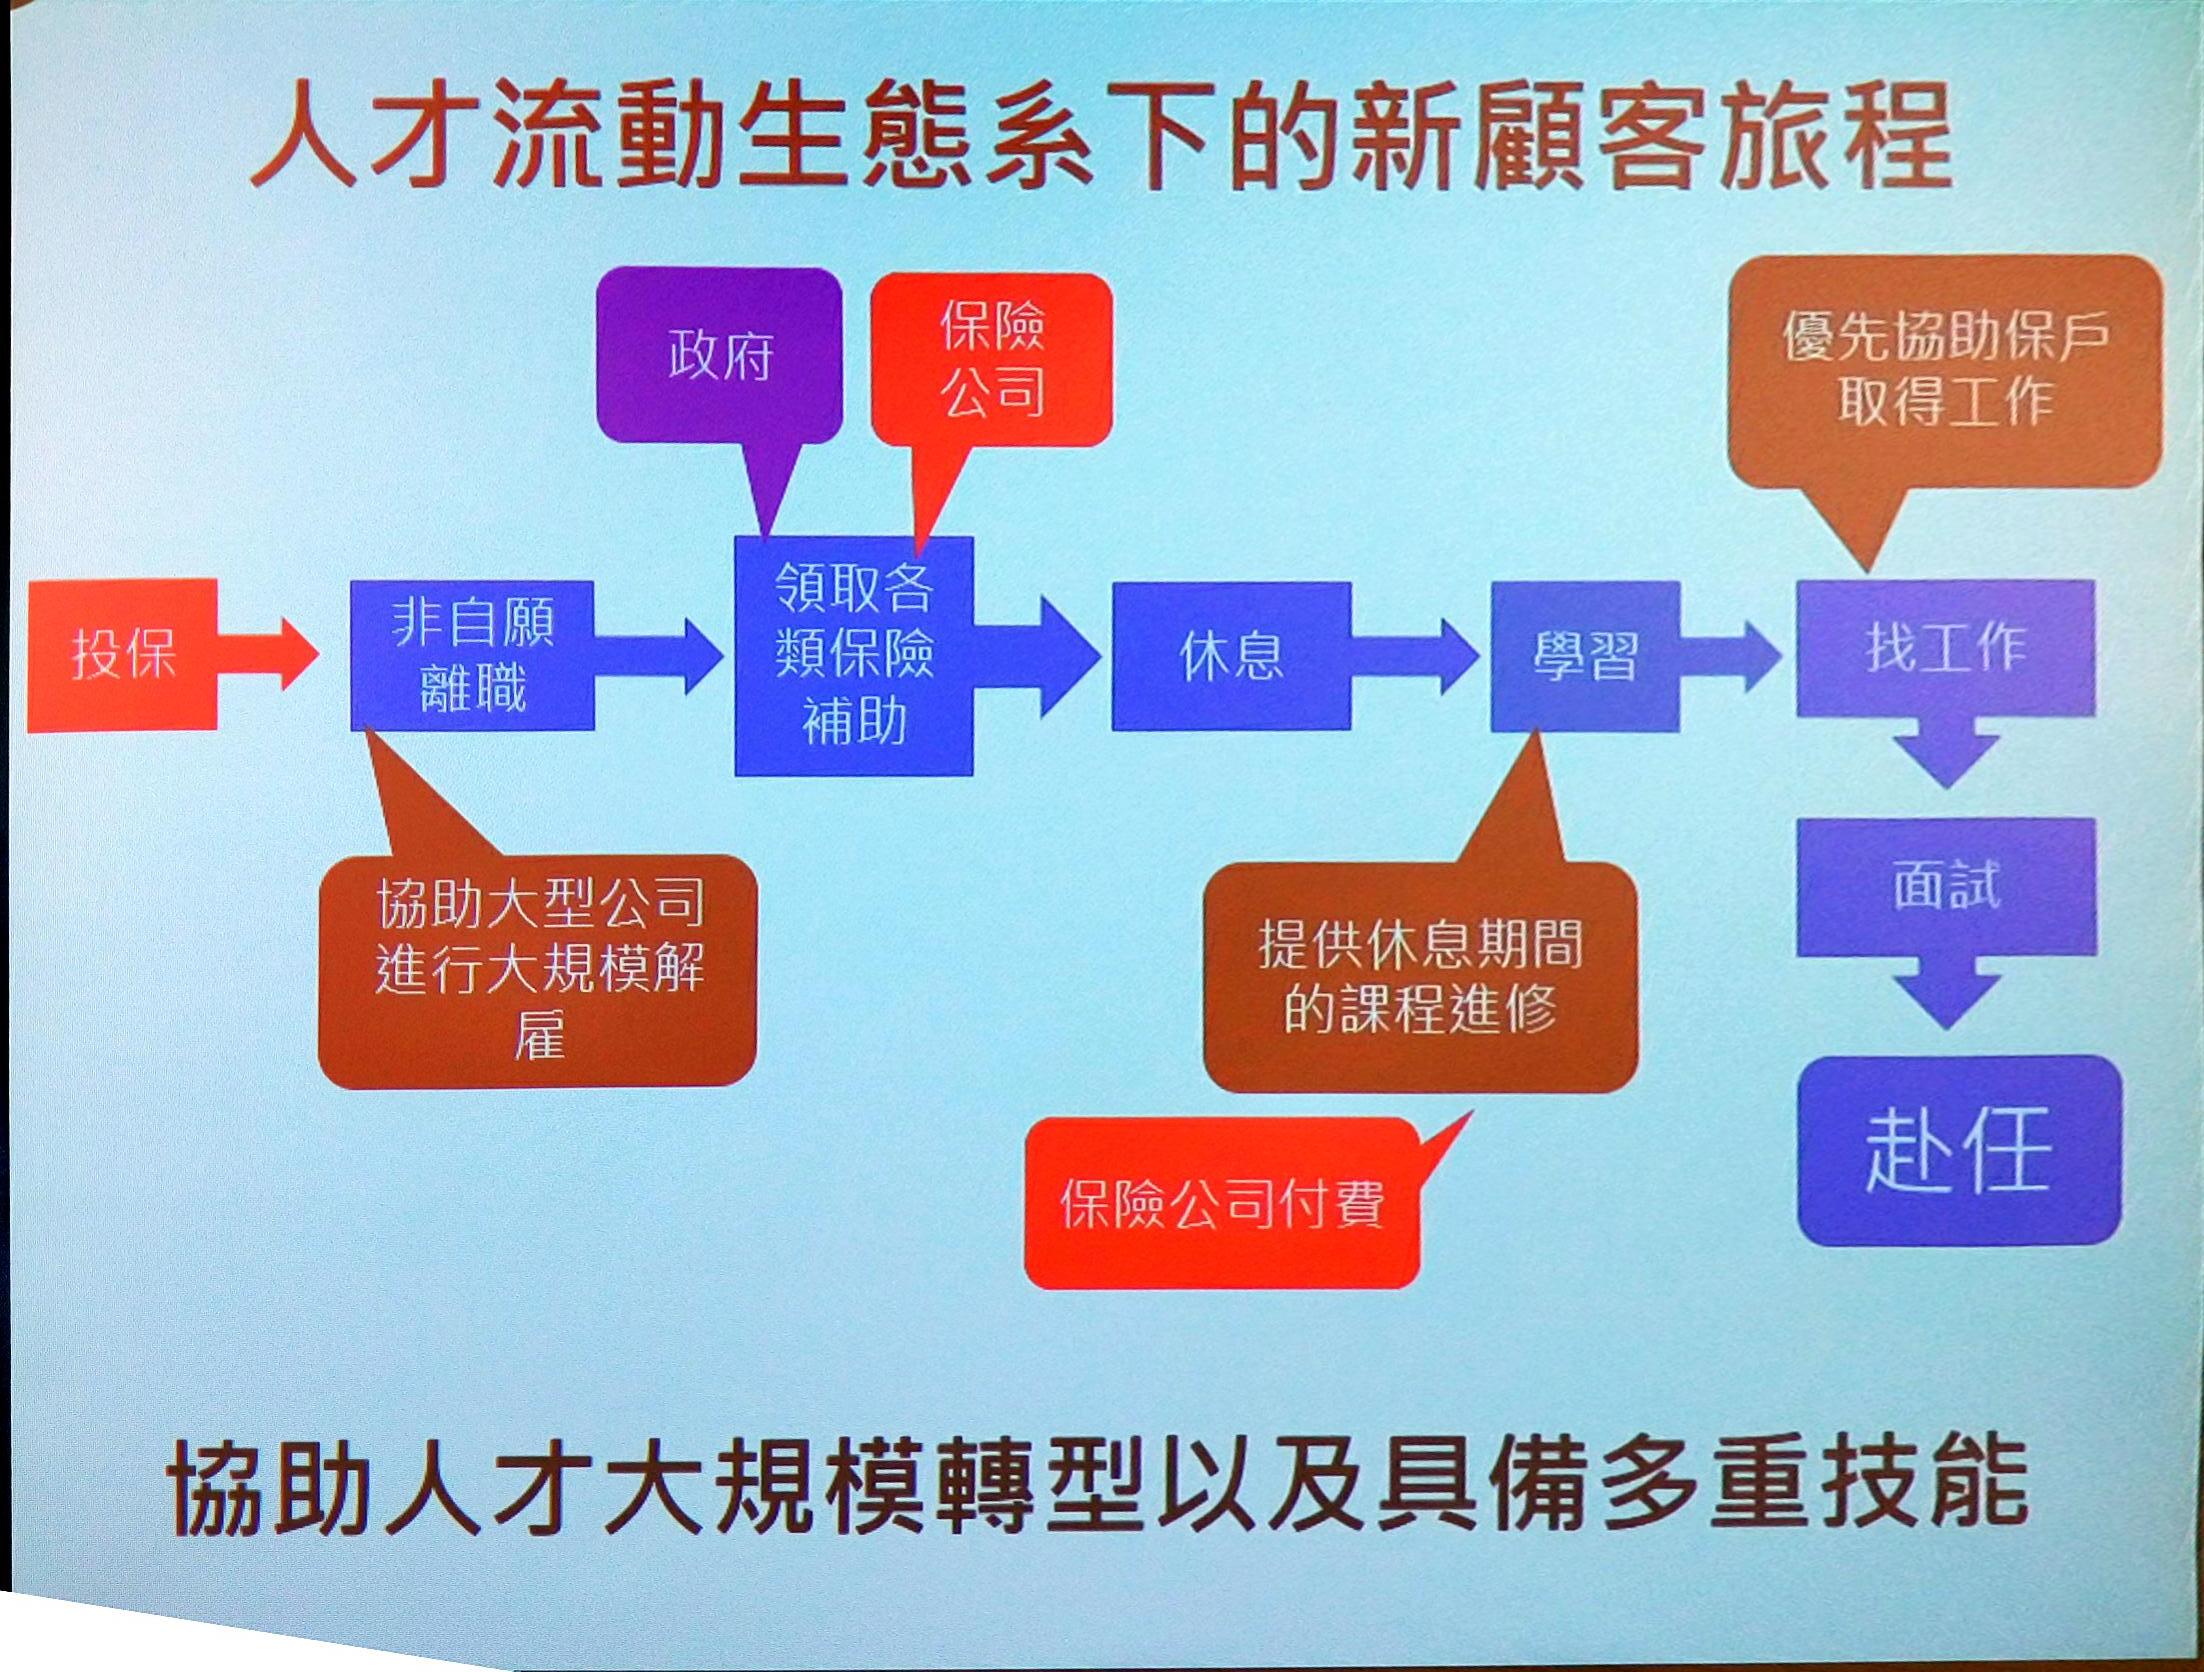 人才流動生態系下的新顧客旅程
政府
保險
公司
優先協助保戶
取得工作
投保
非自願
離職
領取各
類保險
補助
休息
學習
找工作
協助大型公司
進行大規模解
雇
提供休息期間
的課程進修
面試
保險公司付費
赴任
協助人才大規模轉型以及具備多重技能